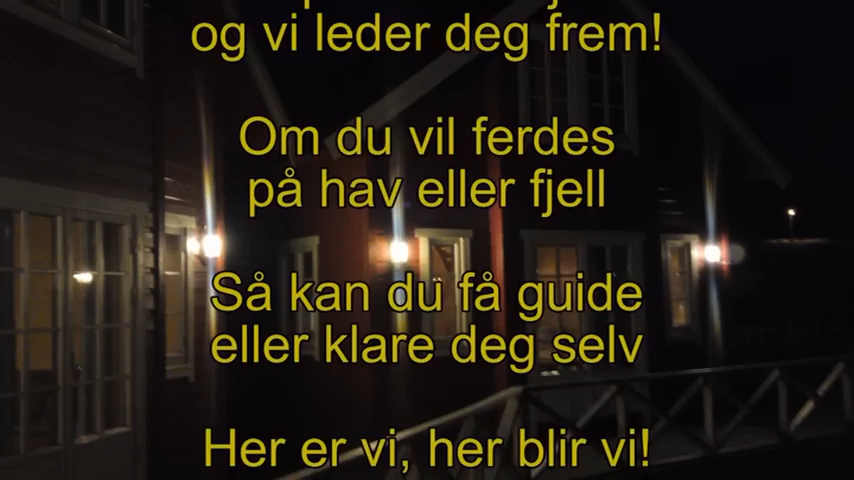 og vi leder deg frem!
Om du vil ferdes
på hav eller fjell
Så kan du få guide
eller klare deg selv
Her er vi, her blir vi!